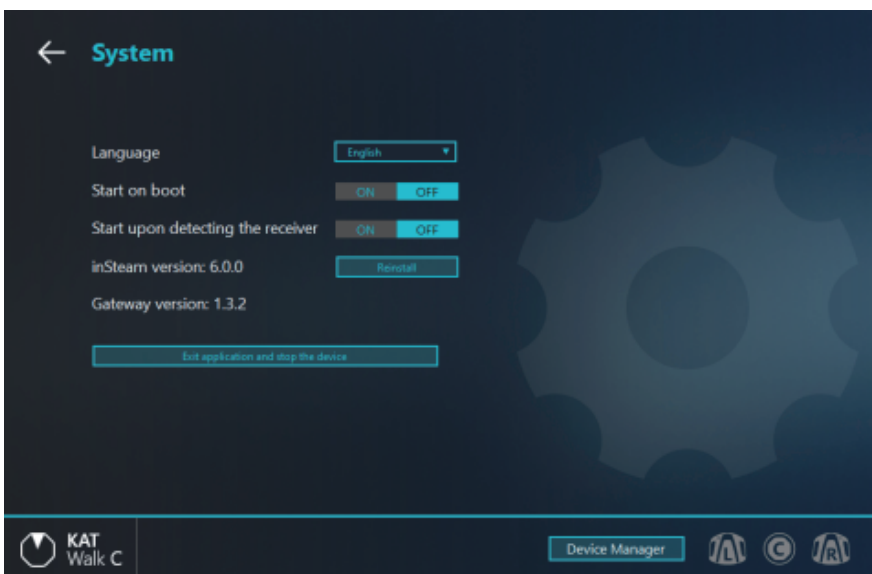 System
Language English
Start on boot ON OFF
Start upon detecting the receiver ON OFF
inSteam version: 6.0.0 Reinstall
Gateway version: 1.3.2
Exit application and stop the device
KAT
Walk C
Device Manager L C R